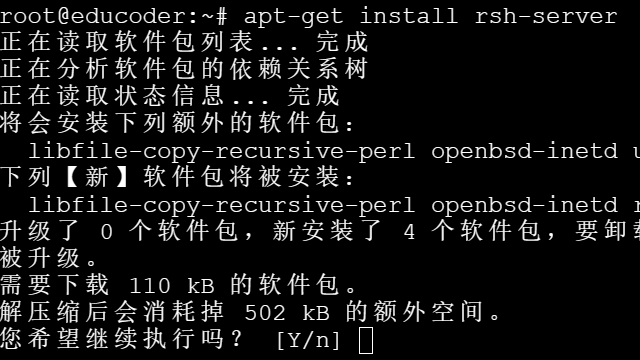 root@educoder:~# apt-get install rsh-server
正在读取软件包列表... 完成
正在分析软件包的依赖关系树
正在读取状态信息... 完成
将会安装下列额外的软件包：
libfile-copy-recursive-perl openbsd-inetd u
下列【新】软件包将被安装：
libfile-copy-recursive-perl openbsd-inetd r
升级了 0 个软件包，新安装了 4 个软件包，要卸载
被升级。
需要下载 110 kB 的软件包。
解压缩后会消耗掉 502 kB 的额外空间。
您希望继续执行吗？ [Y/n]